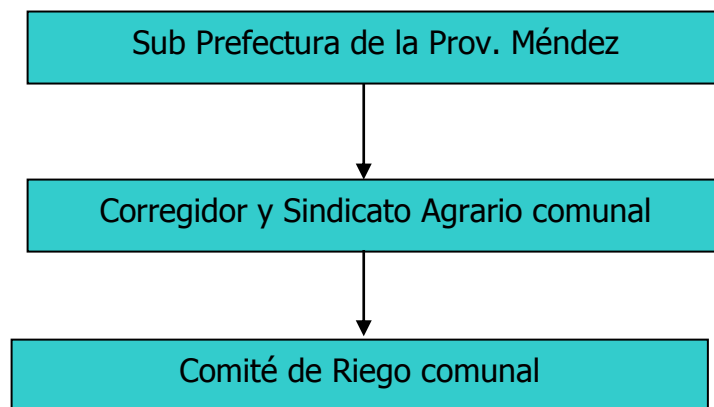 Sub Prefectura de la Prov. Méndez
Corregidor y Sindicato Agrario comunal
Comité de Riego comunal